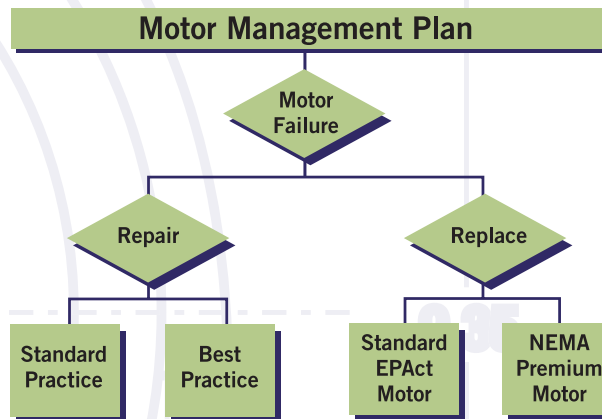 Motor Management Plan
Motor
Failure
Repair
Replace
Standard
Practice
Best
Practice
Standard
EPAct
Motor
NEMA
Premium
Motor